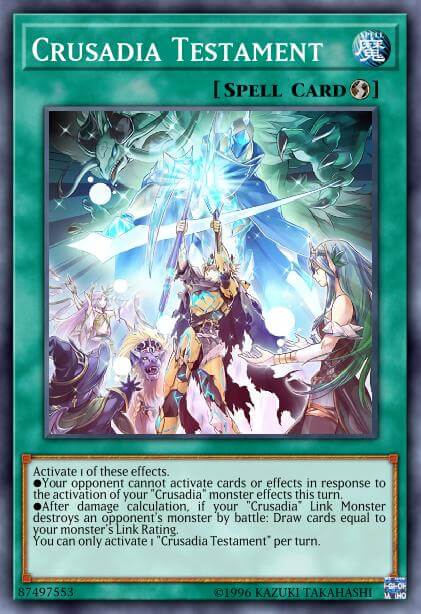 CRUSADIA TESTAMENT
SPELL
魔
[SPELL CARD]
Activate 1 of these effects.
●Your opponent cannot activate cards or effects in response to
the activation of your "Crusadia" monster effects this turn.
●After damage calculation, if your "Crusadia" Link Monster
destroys an opponent's monster by battle: Draw cards equal to
your monster's Link Rating.
You can only activate 1 "Crusadia Testament" per turn.
87497553
©1996 KAZUKI TAKAHASHI